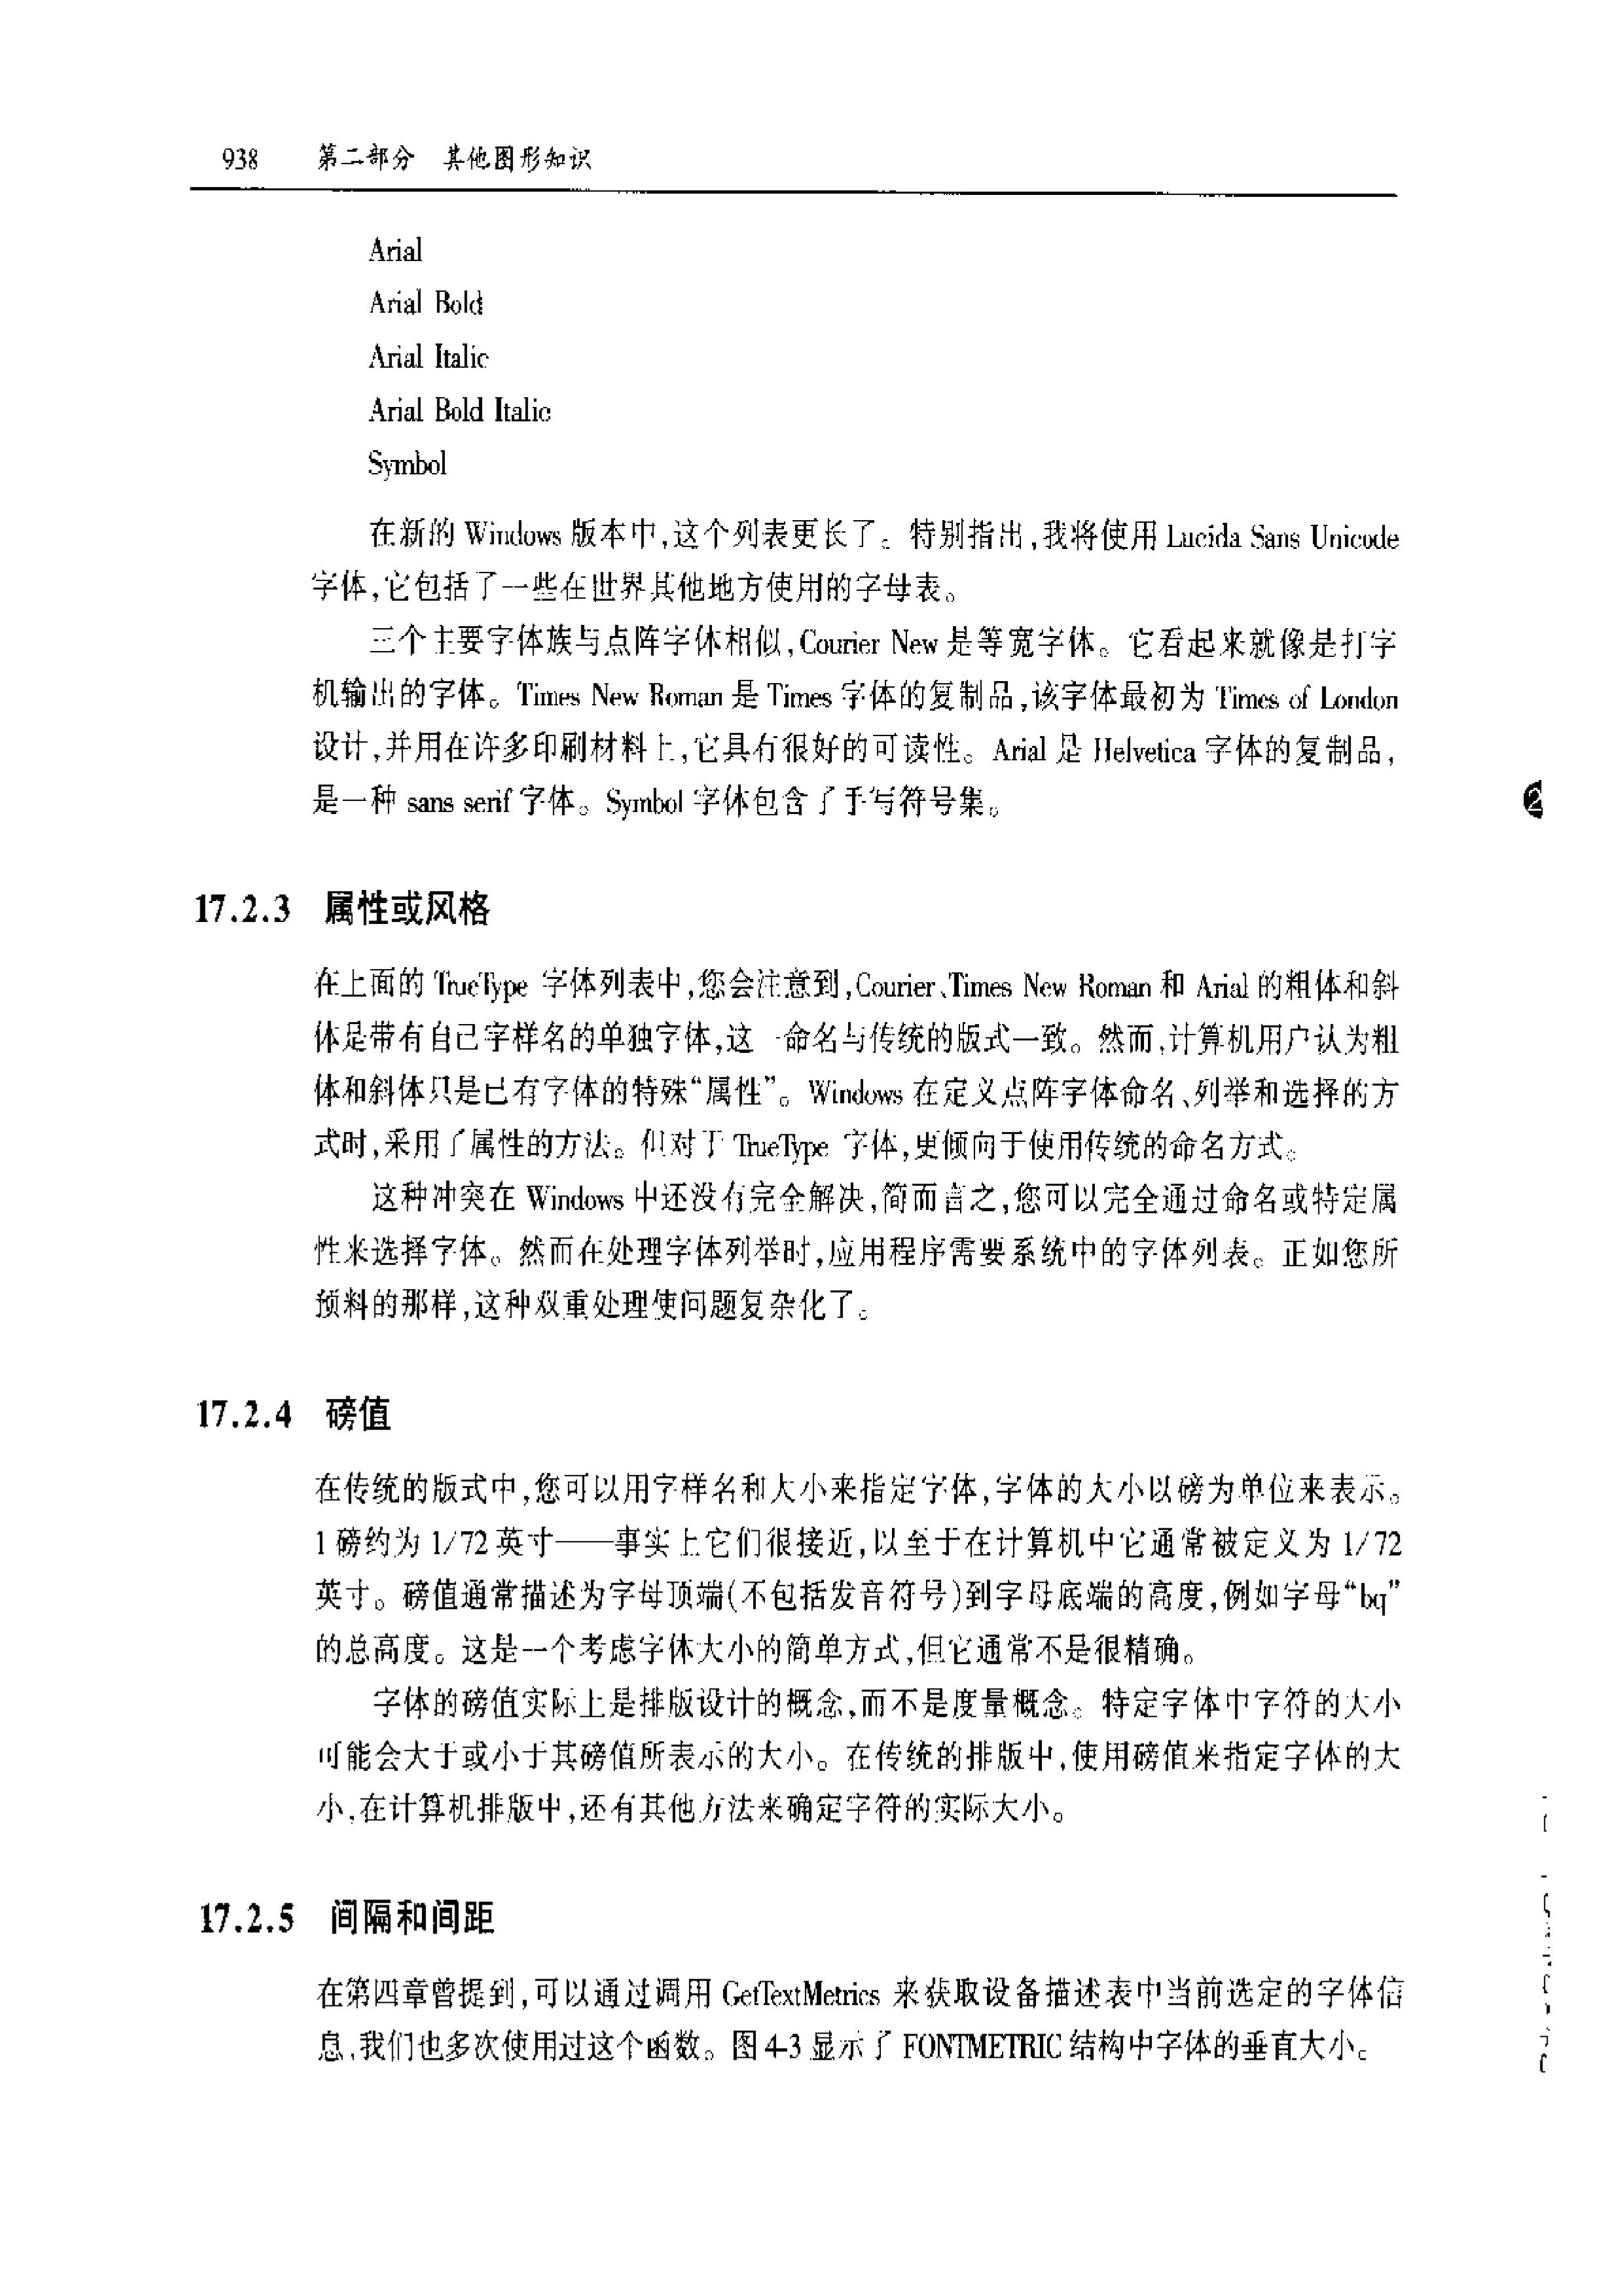 938 第二部分 其他图形知识
Arial
Arial Bold
Arial Italic
Arial Bold Italic
Symbol
在新的 Windows 版本中,这个列表更长了。特别指出,我将使用 Lucida Sans Unicode
字体,它包括了一些在世界其他地方使用的字母表。
三个主要字体族与点阵字体相似,Courier New 是等宽字体。它看起来就像是打字
机输出的字体。Times New Roman 是 Times 字体的复制品,该字体最初为 Times of London
设计,并用在许多印刷材料上,它具有很好的可读性。Arial 是 Helvetica 字体的复制品,
是一种 sans serif 字体。Symbol 字体包含了手写符号集。
17.2.3 属性或风格
在上面的 TrueType 字体列表中,您会注意到,Courier、Times New Roman 和 Arial 的粗体和斜
体是带有自己字样名的单独字体,这一命名与传统的版式一致。然而,计算机用户认为粗
体和斜体只是已有字体的特殊“属性”。Windows 在定义点阵字体命名、列举和选择的方
式时,采用了属性的方法。但对于 TrueType 字体,更倾向于使用传统的命名方式。
这种冲突在 Windows 中还没有完全解决,简而言之,您可以完全通过命名或特定属
性来选择字体。然而在处理字体列举时,应用程序需要系统中的字体列表。正如您所
预料的那样,这种双重处理使问题复杂化了。
17.2.4 磅值
在传统的版式中,您可以用字样名和大小来指定字体,字体的大小以磅为单位来表示。
1 磅约为 1/72 英寸——事实上它们很接近,以至于在计算机中它通常被定义为 1/72
英寸。磅值通常描述为字母顶端(不包括发音符号)到字母底端的高度,例如字母“bq”
的总高度。这是一个考虑字体大小的简单方式,但它通常不是很精确。
字体的磅值实际上是排版设计的概念,而不是度量概念。特定字体中字符的大小
可能会大于或小于其磅值所表示的大小。在传统的排版中,使用磅值来指定字体的大
小,在计算机排版中,还有其他方法来确定字符的实际大小。
17.2.5 间隔和间距
在第四章曾提到,可以通过调用 GetTextMetrics 来获取设备描述表中当前选定的字体信
息,我们也多次使用过这个函数。图 4-3 显示了 FONTMETRIC 结构中字体的垂直大小。